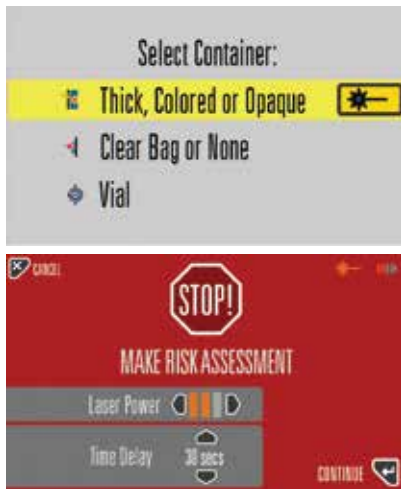 Select Container:
Thick, Colored or Opaque
Clear Bag or None
Vial
CANCEL
STOP!
MAKE RISK ASSESSMENT
Laser Power
Time Delay 30 secs
CONTINUE